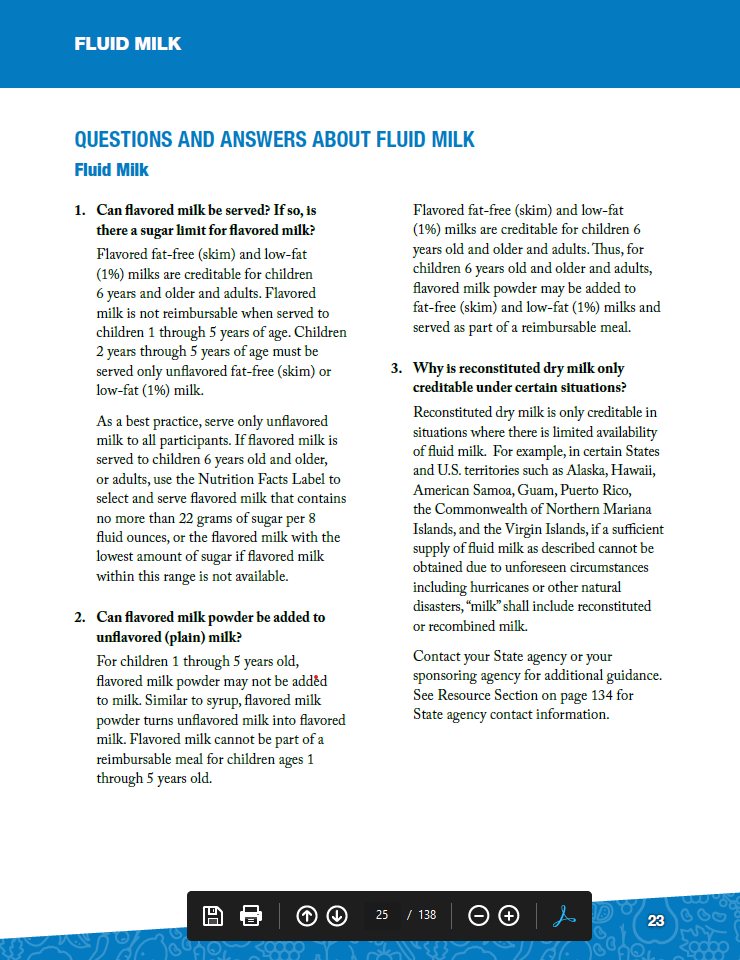 FLUID MILK
QUESTIONS AND ANSWERS ABOUT FLUID MILK
Fluid Milk
1. Can flavored milk be served? If so, is
there a sugar limit for flavored milk?
Flavored fat-free (skim) and low-fat
(1%) milks are creditable for children
6 years and older and adults. Flavored
milk is not reimbursable when served to
children 1 through 5 years of age. Children
2 years through 5 years of age must be
served only unflavored fat-free (skim) or
low-fat (1%) milk.
As a best practice, serve only unflavored
milk to all participants. If flavored milk is
served to children 6 years old and older,
or adults, use the Nutrition Facts Label to
select and serve flavored milk that contains
no more than 22 grams of sugar per 8
fluid ounces, or the flavored milk with the
lowest amount of sugar if flavored milk
within this range is not available.
2. Can flavored milk powder be added to
unflavored (plain) milk?
For children 1 through 5 years old,
flavored milk powder may not be added
to milk. Similar to syrup, flavored milk
powder turns unflavored milk into flavored
milk. Flavored milk cannot be part of a
reimbursable meal for children ages 1
through 5 years old.
Flavored fat-free (skim) and low-fat
(1%) milks are creditable for children 6
years old and older and adults. Thus, for
children 6 years old and older and adults,
flavored milk powder may be added to
fat-free (skim) and low-fat (1%) milks and
served as part of a reimbursable meal.
3. Why is reconstituted dry milk only
creditable under certain situations?
Reconstituted dry milk is only creditable in
situations where there is limited availability
of fluid milk. For example, in certain States
and U.S. territories such as Alaska, Hawaii,
American Samoa, Guam, Puerto Rico,
the Commonwealth of Northern Mariana
Islands, and the Virgin Islands, if a sufficient
supply of fluid milk as described cannot be
obtained due to unforeseen circumstances
including hurricanes or other natural
disasters, “milk” shall include reconstituted
or recombined milk.
Contact your State agency or your
sponsoring agency for additional guidance.
See Resource Section on page 134 for
State agency contact information.
25 / 138
23